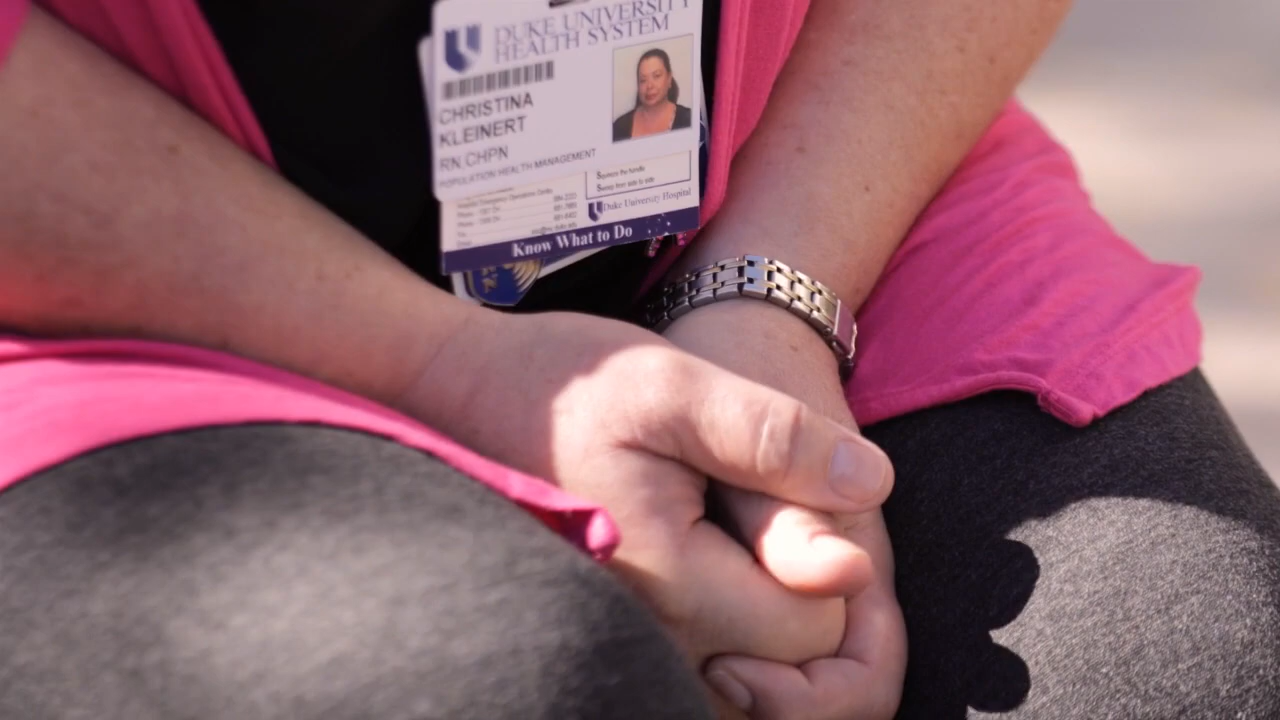 DUKE UNIVERSITY
HEALTH SYSTEM
CHRISTINA
KLEINERT
RN CHPN
POPULATION HEALTH MANAGEMENT
Squeeze the handle
Sweep from side to side
Duke University Hospital
Know What to Do